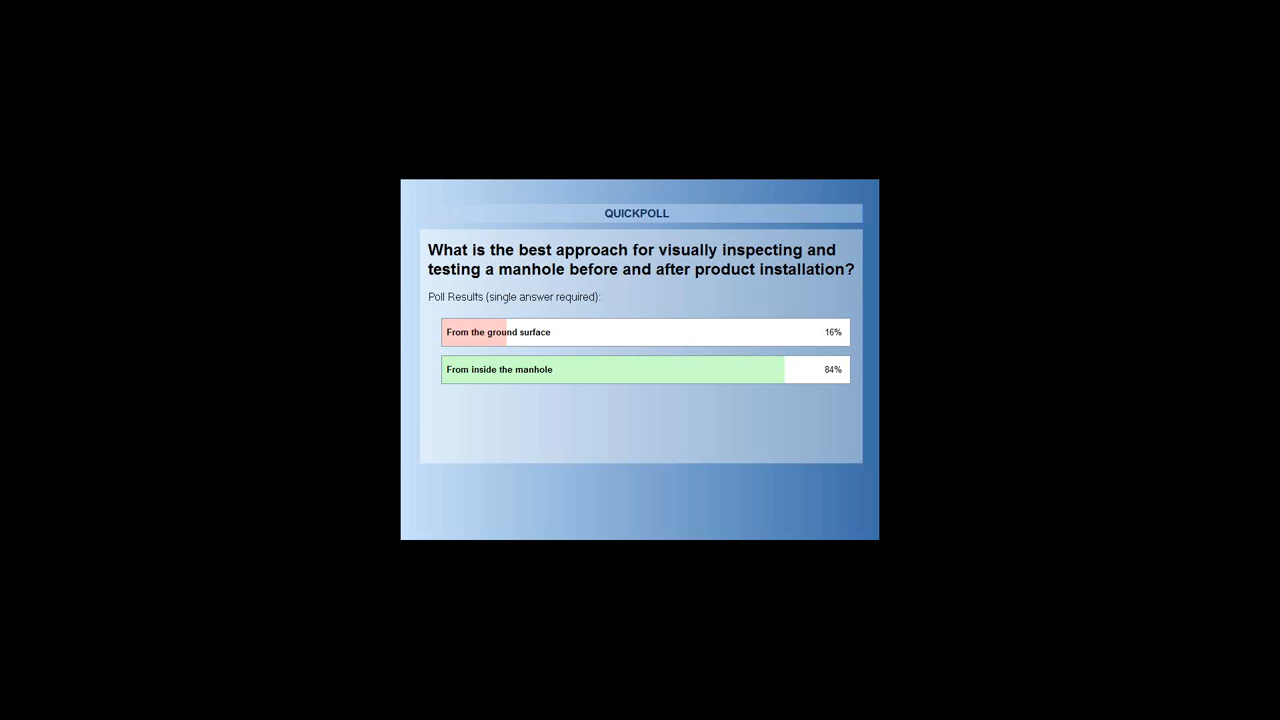 QUICKPOLL
What is the best approach for visually inspecting and
testing a manhole before and after product installation?
Poll Results (single answer required):
From the ground surface 16%
From inside the manhole 84%